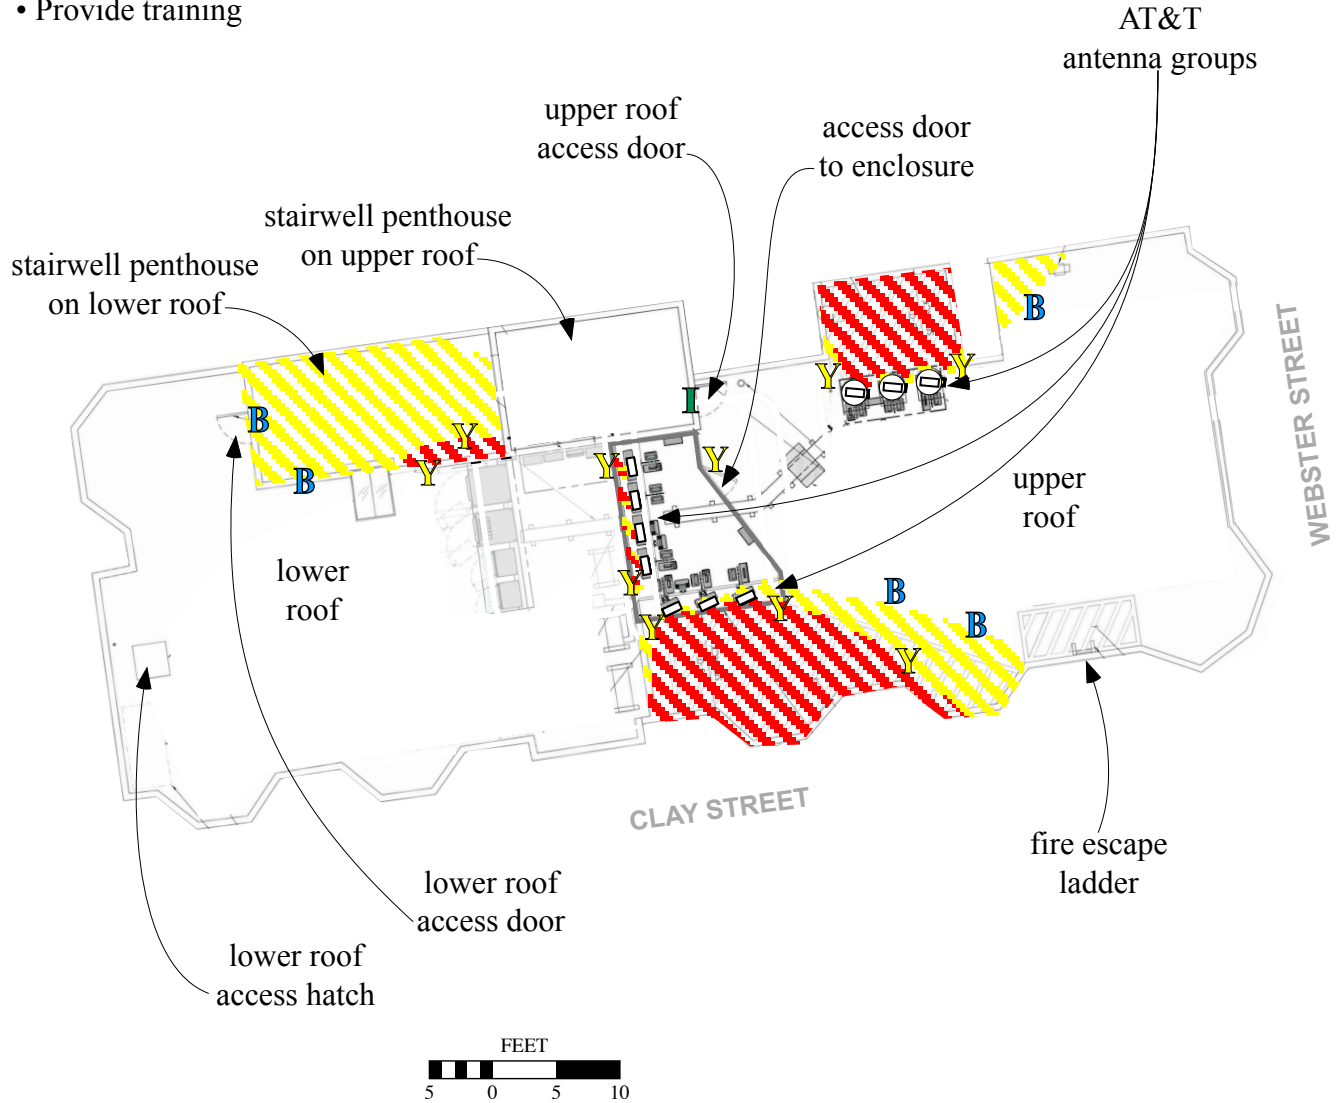 • Provide training
AT&T
antenna groups
upper roof
access door
access door
to enclosure
stairwell penthouse
on upper roof
stairwell penthouse
on lower roof
B
Y
Y
I
Y
Y
B
B
Y
Y
Y
WEBSTER STREET
upper
roof
lower
roof
Y
Y
Y
B
B
Y
CLAY STREET
fire escape
ladder
lower roof
access door
lower roof
access hatch
FEET
5 0 5 10